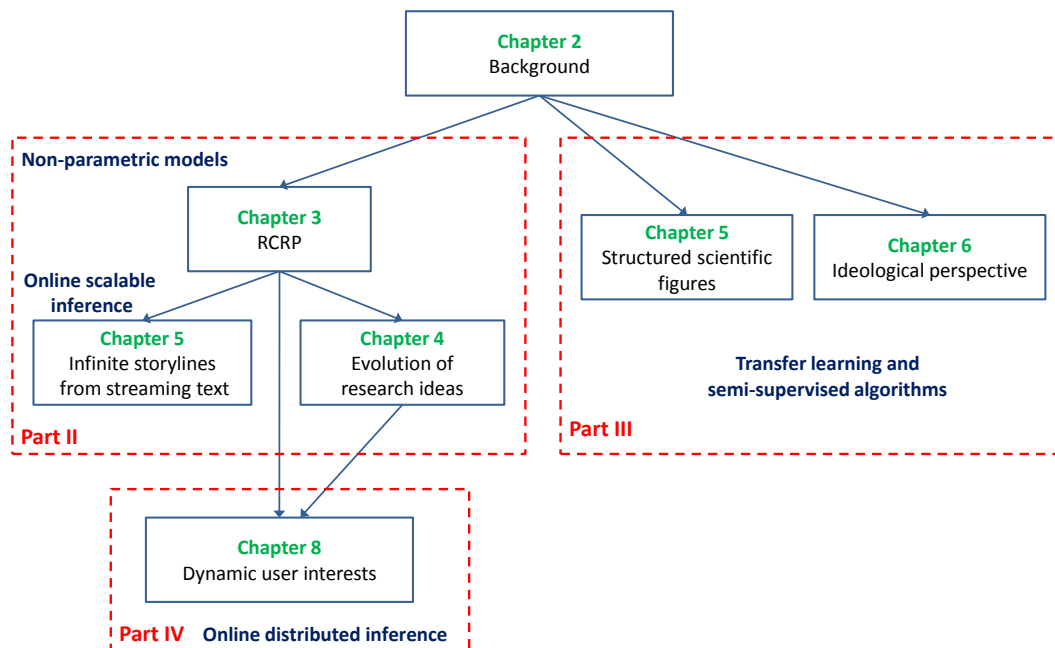 Chapter 2
Background
Non-parametric models
Chapter 3
RCRP
Online scalable
inference
Chapter 5
Infinite storylines
from streaming text
Chapter 4
Evolution of
research ideas
Part II
Chapter 5
Structured scientific
figures
Chapter 6
Ideological perspective
Transfer learning and
semi-supervised algorithms
Part III
Chapter 8
Dynamic user interests
Part IV
Online distributed inference